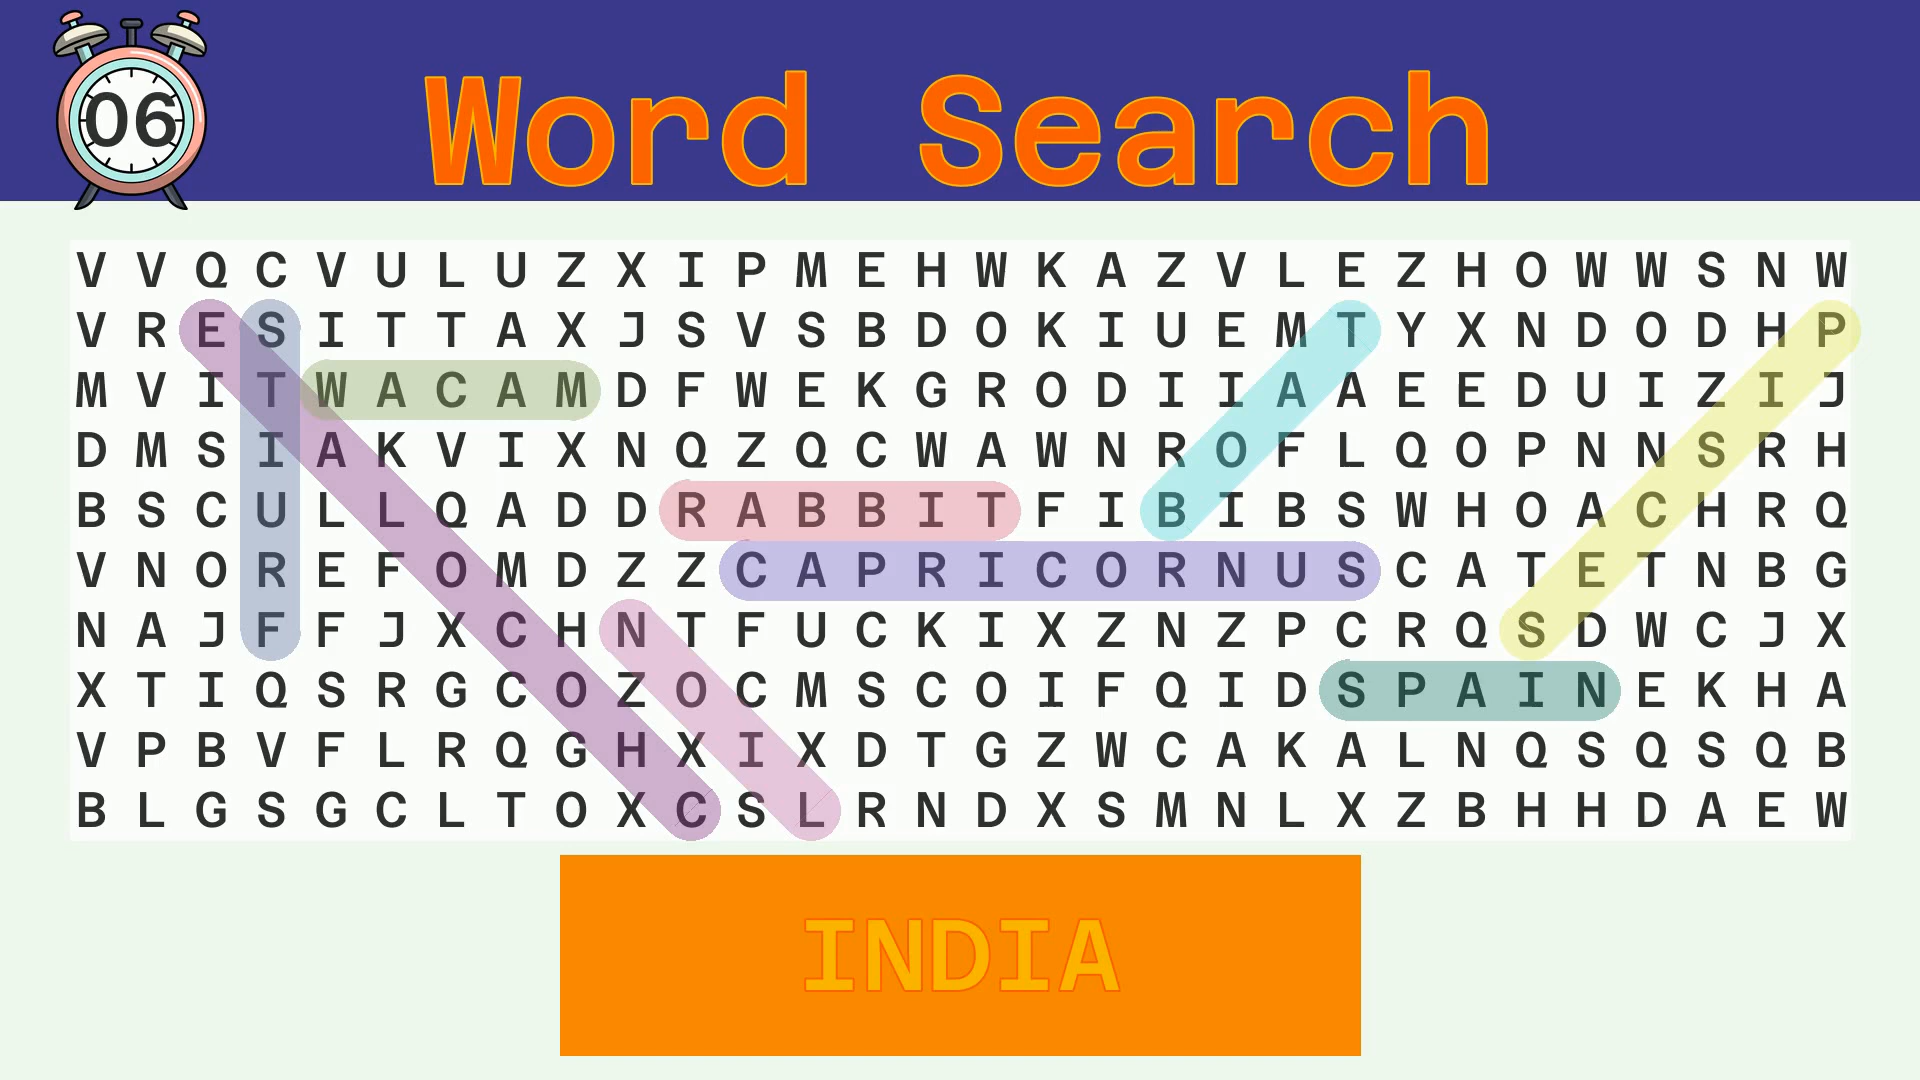 06
Word Search
V V Q C V U L U Z X I P M E H W K A Z V L E Z H O W W S N W
V R E S I T T A X J S V S B D O K I U E M T Y X N D O D H P
M V I T W A C A M D F W E K G R O D I I A A E E D U I Z I J
D M S I A K V I X N Q Z Q C W A W N R O F L Q O P N N S R H
B S C U L L Q A D D R A B B I T F I B I B S W H O A C H R Q
V N O R E F O M D Z Z C A P R I C O R N U S C A T E T N B G
N A J F F J X C H N T F U C K I X Z N Z P C R Q S D W C J X
X T I Q S R G C O Z O C M S C O I F Q I D S P A I N E K H A
V P B V F L R Q G H X I X D T G Z W C A K A L N Q S Q S Q B
B L G S G C L T O X C S L R N D X S M N L X Z B H H D A E W
INDIA